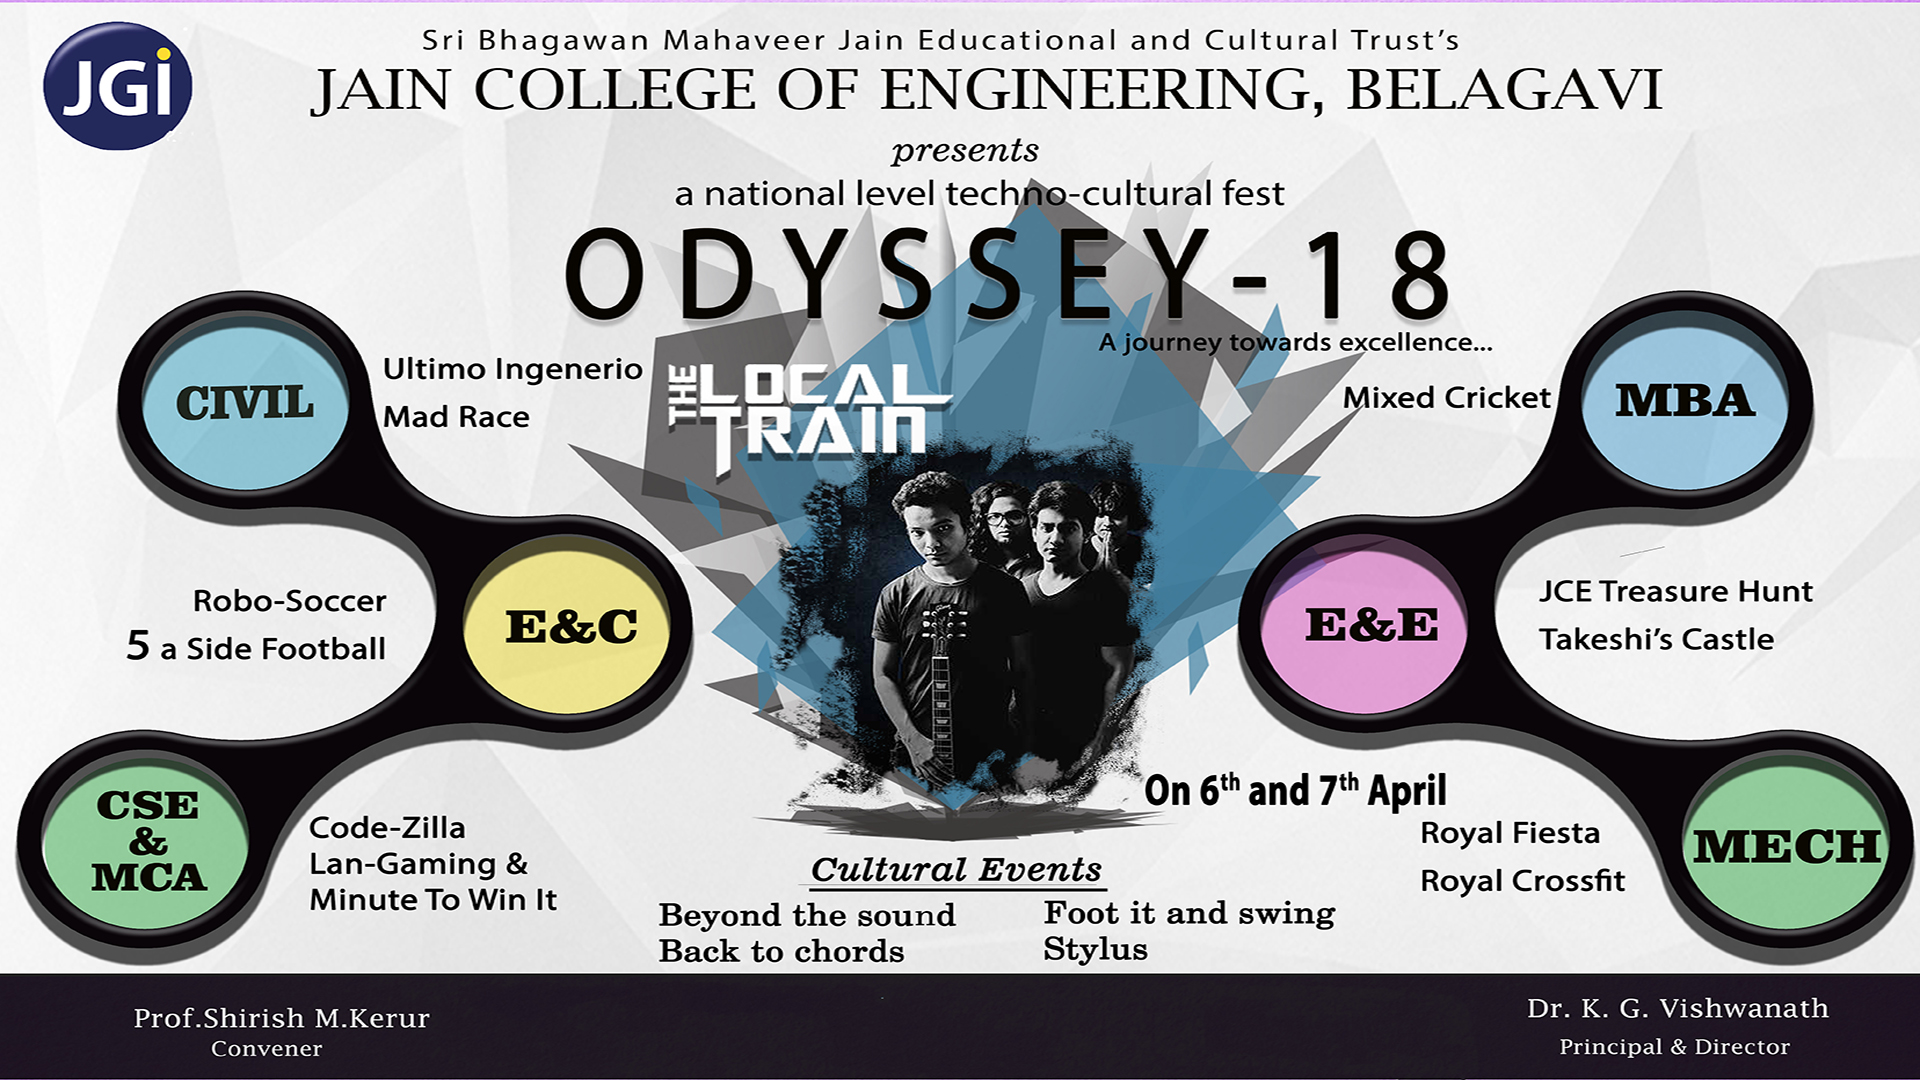 JGi
Sri Bhagawan Mahaveer Jain Educational and Cultural Trust's
JAIN COLLEGE OF ENGINEERING, BELAGAVI
presents
a national level techno-cultural fest
ODYSSEY-18
A journey towards excellence...
THE LOCAL
TRAIN
CIVIL
Ultimo Ingenerio
Mad Race
E&C
Robo-Soccer
5 a Side Football
CSE
&
MCA
Code-Zilla
Lan-Gaming &
Minute To Win It
MBA
Mixed Cricket
E&E
JCE Treasure Hunt
Takeshi's Castle
MECH
On 6th and 7th April
Royal Fiesta
Royal Crossfit
Cultural Events
Beyond the sound
Back to chords
Foot it and swing
Stylus
Prof.Shirish M.Kerur
Convener
Dr. K. G. Vishwanath
Principal & Director